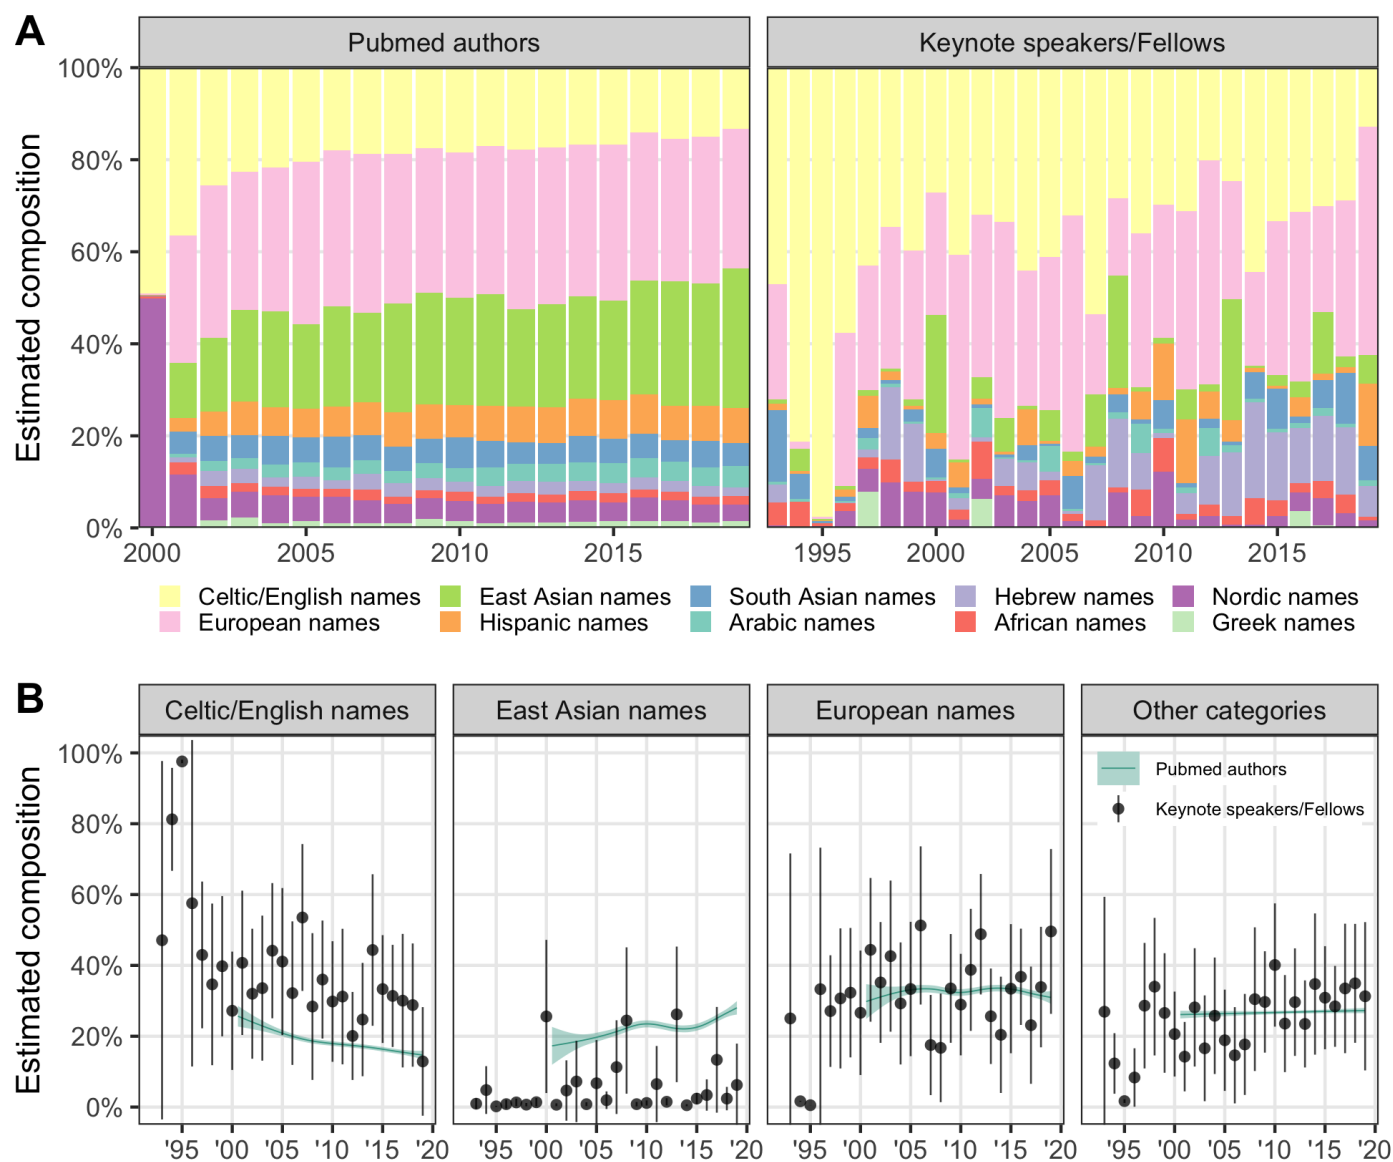 A
Pubmed authors
Keynote speakers/Fellows
Estimated composition
100%
80%
60%
40%
20%
0%
2000 2005 2010 2015
1995 2000 2005 2010 2015
Celtic/English names East Asian names South Asian names Hebrew names Nordic names
European names Hispanic names Arabic names African names Greek names
B
Celtic/English names
East Asian names
European names
Other categories
Estimated composition
100%
80%
60%
40%
20%
0%
Pubmed authors
Keynote speakers/Fellows
'95 '00 '05 '10 '15 '20
'95 '00 '05 '10 '15 '20
'95 '00 '05 '10 '15 '20
'95 '00 '05 '10 '15 '20